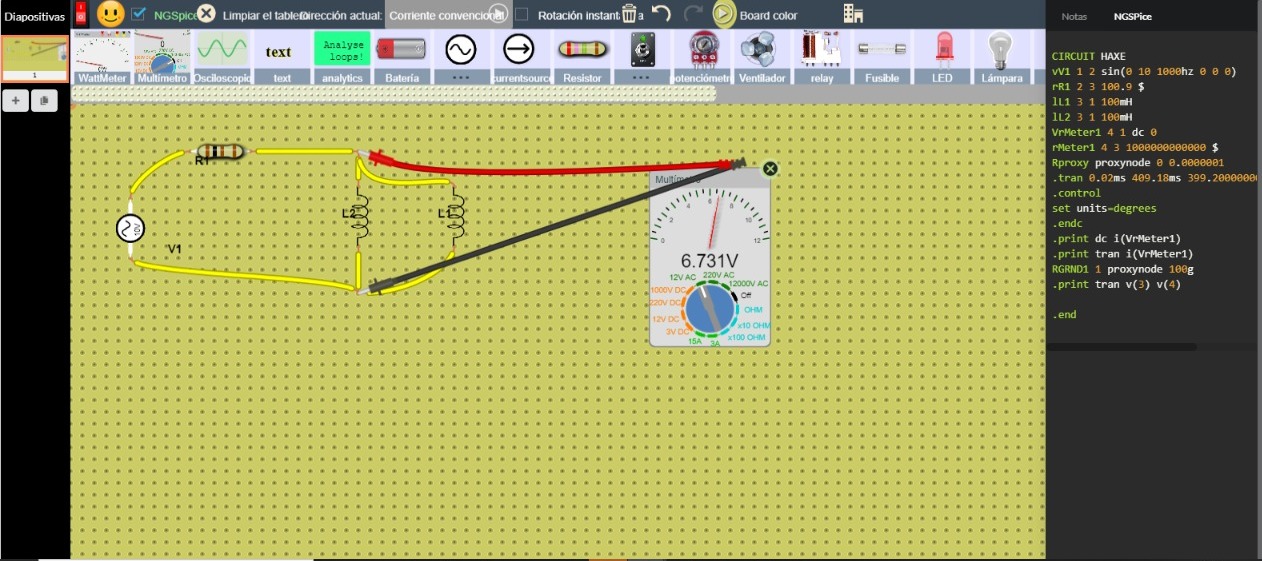 Diapositivas
NGSpice
Limpiar el tablero
Dirección actual:
Corriente convencional
Rotación instant
a
Board color
Notas
NGSPice
text
Analyse
loops!
WattMeter
Multímetro
Osciloscopio
text
analytics
Batería
...
urrentsource
Resistor
...
potenciómetro
Ventilador
relay
Fusible
LED
Lámpara
1
R1
10V
V1
L2
L1
Multím
0
2
4
6
8
10
12
6.731V
12V AC
220V AC
12000V AC
1000V DC
Off
220V DC
OHM
12V DC
x10 OHM
3V DC
x100 OHM
15A
3A
CIRCUIT HAXE
vV1 1 2 sin(0 10 1000hz 0 0 0)
rR1 2 3 100.9 $
lL1 3 1 100mH
lL2 3 1 100mH
VrMeter1 4 1 dc 0
rMeter1 4 3 1000000000000 $
Rproxy proxynode 0 0.0000001
.tran 0.02ms 409.18ms 399.20000000
.control
set units=degrees
.endc
.print dc i(VrMeter1)
.print tran i(VrMeter1)
RGRND1 1 proxynode 100g
.print tran v(3) v(4)
.end